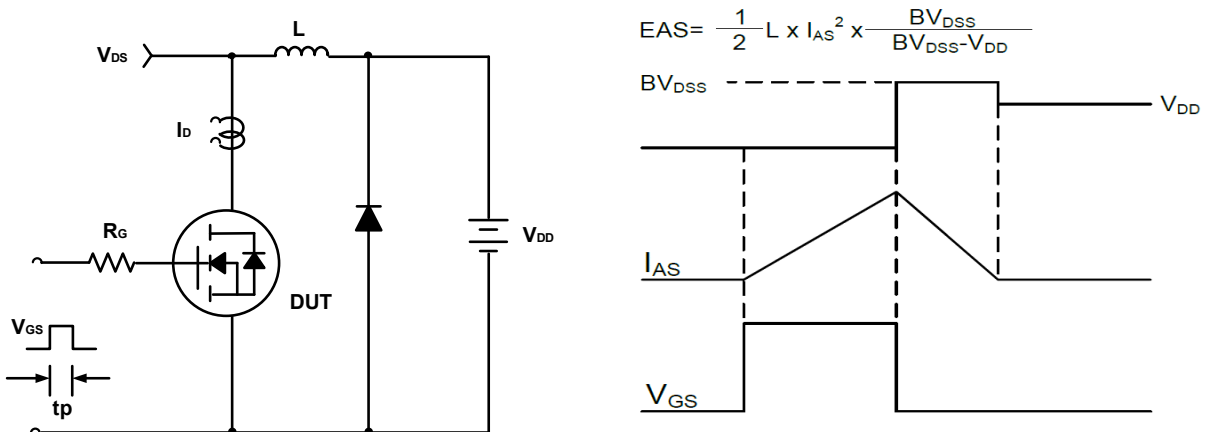 L
VDS
ID
RG
VDD
DUT
VGS
tp
EAS= 1/2 L x IAS² x BVDSS/BVDSS-VDD
BVDSS
VDD
IAS
VGS